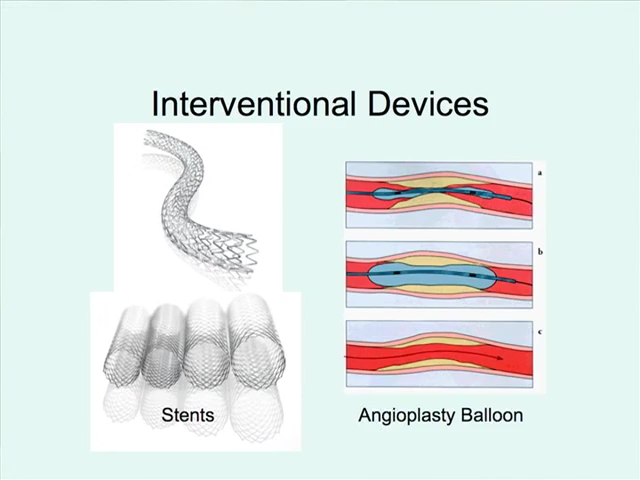 Interventional Devices
a
b
c
Stents
Angioplasty Balloon